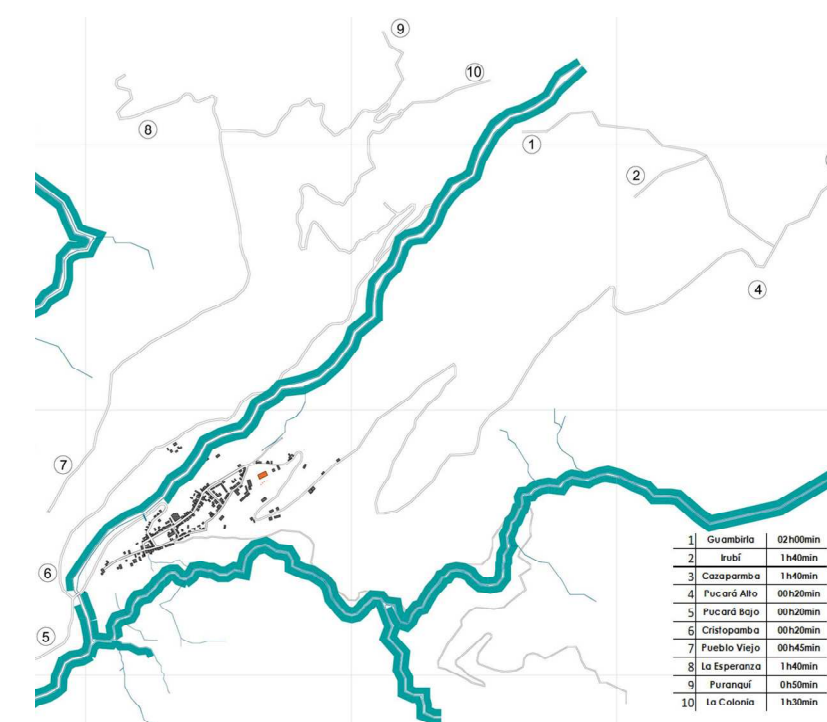 9
10
8
1
2
4
7
6
5
1 Guambirla 02h00min
2 Irubí 1h40min
3 Cazaparmba 1h40min
4 Pucará Alto 00h20min
5 Pucará Bajo 00h20min
6 Cristopamba 00h20min
7 Pueblo Viejo 00h45min
8 La Esperanza 1h40min
9 Puranquí 0h50min
10 La Colonia 1h30min